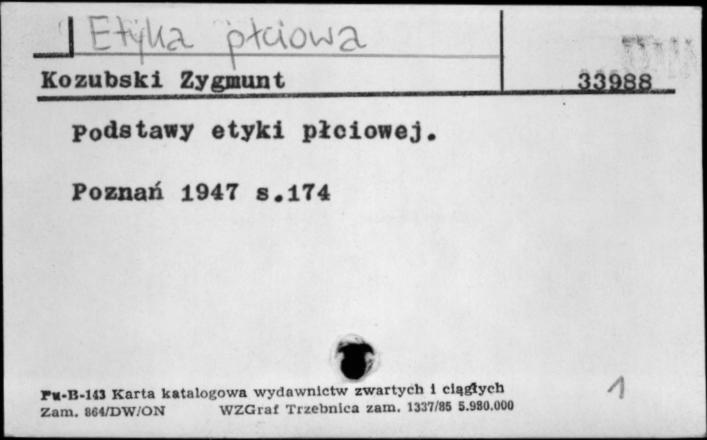 Etyka płciowa
Kozubski Zygmunt 33988
Podstawy etyki płciowej.
Poznań 1947 s.174
Pu-B-143 Karta katalogowa wydawnictw zwartych i ciągłych
Zam. 864/DW/ON WZGraf Trzebnica zam. 1337/85 5.980.000
1